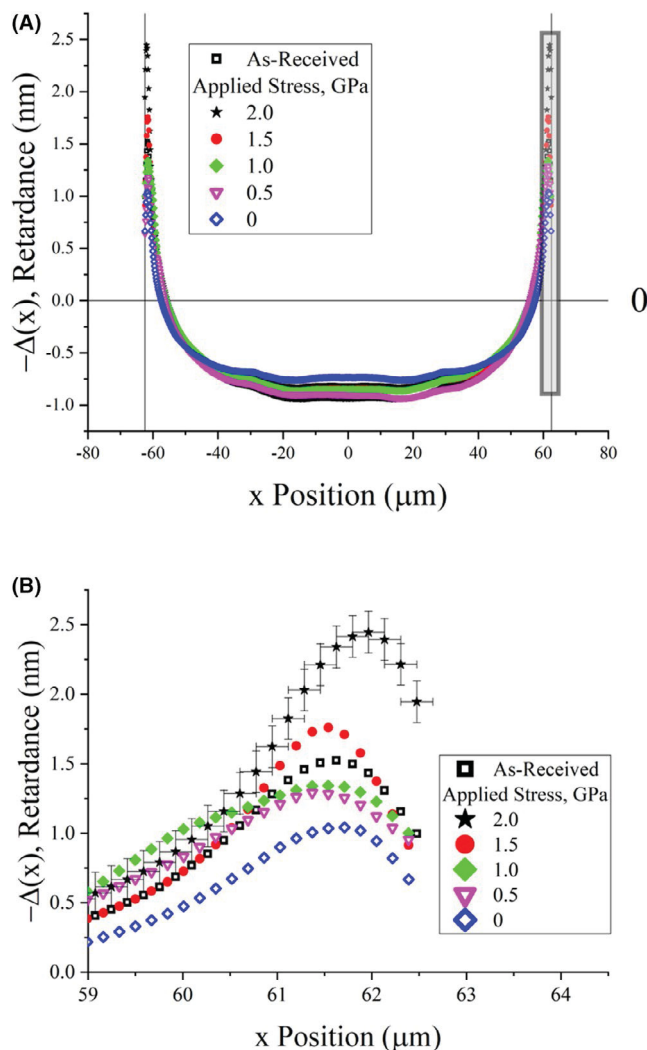 (A)
2.5
2.0
1.5
1.0
0.5
0.0
-0.5
-1.0
−Δ(x), Retardance (nm)
As-Received
Applied Stress, GPa
2.0
1.5
1.0
0.5
0
0
-80 -60 -40 -20 0 20 40 60 80
x Position (μm)
(B)
2.5
2.0
1.5
1.0
0.5
0.0
−Δ(x), Retardance (nm)
As-Received
Applied Stress, GPa
2.0
1.5
1.0
0.5
0
59 60 61 62 63 64
x Position (μm)